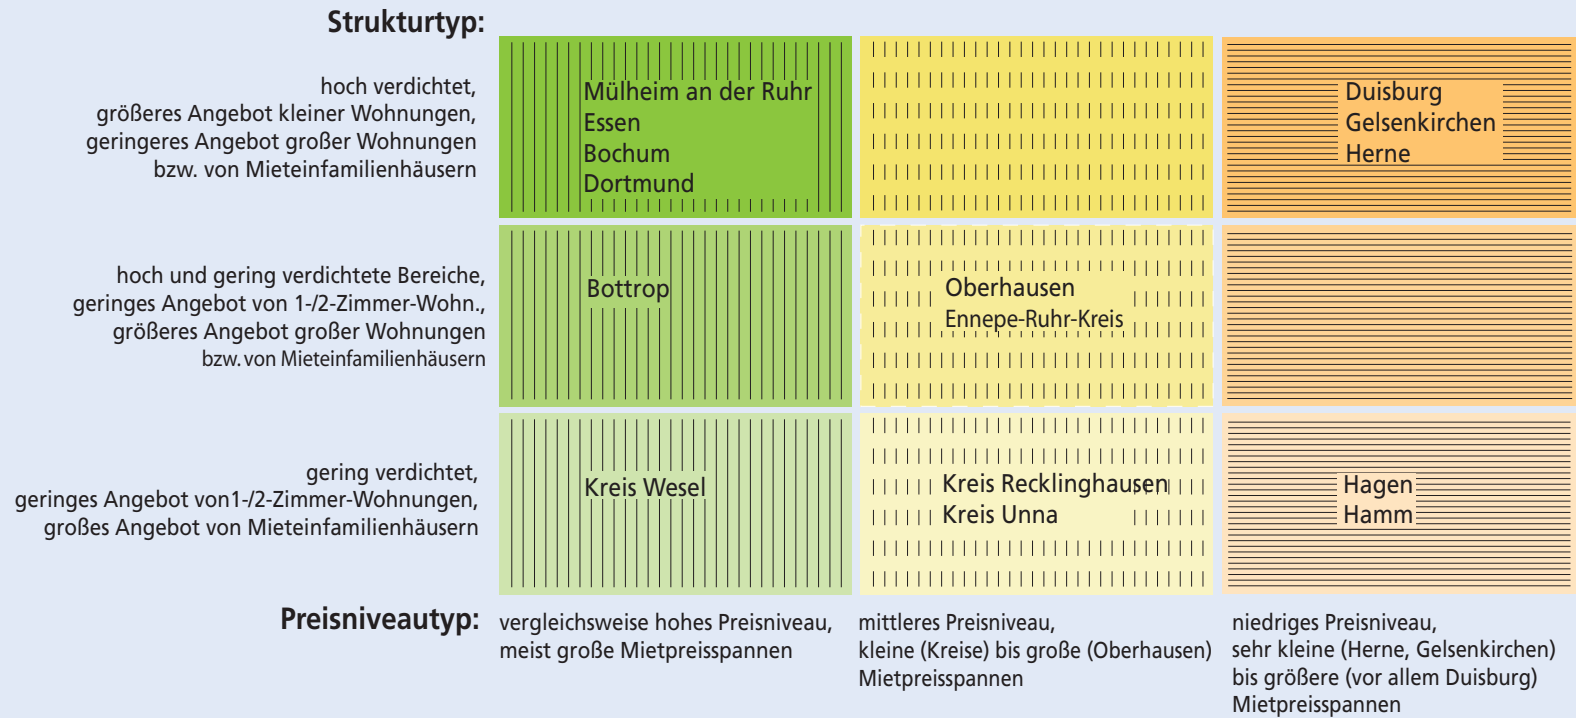 Strukturtyp:
hoch verdichtet,
größeres Angebot kleiner Wohnungen,
geringeres Angebot großer Wohnungen
bzw. von Mieteinfamilienhäusern
Mülheim an der Ruhr
Essen
Bochum
Dortmund
Duisburg
Gelsenkirchen
Herne
hoch und gering verdichtete Bereiche,
geringes Angebot von 1-/2-Zimmer-Wohn.,
größeres Angebot großer Wohnungen
bzw. von Mieteinfamilienhäusern
Bottrop
Oberhausen
Ennepe-Ruhr-Kreis
gering verdichtet,
geringes Angebot von1-/2-Zimmer-Wohnungen,
großes Angebot von Mieteinfamilienhäusern
Kreis Wesel
Kreis Recklinghausen
Kreis Unna
Hagen
Hamm
Preisniveautyp:
vergleichsweise hohes Preisniveau,
meist große Mietpreisspannen
mittleres Preisniveau,
kleine (Kreise) bis große (Oberhausen)
Mietpreisspannen
niedriges Preisniveau,
sehr kleine (Herne, Gelsenkirchen)
bis größere (vor allem Duisburg)
Mietpreisspannen